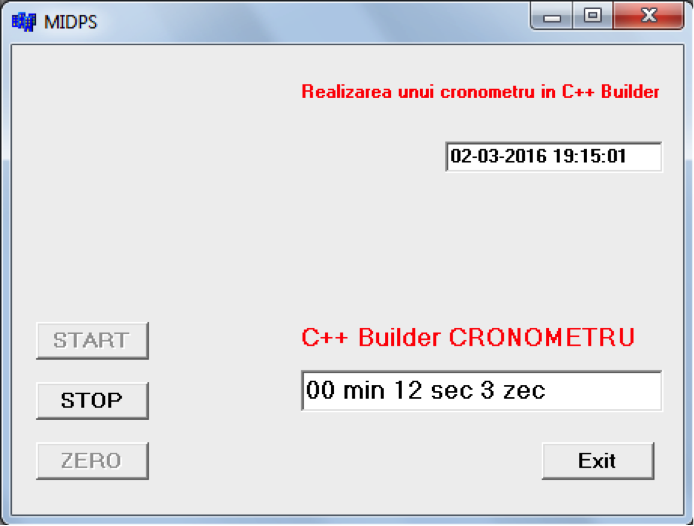 MIDPS
Realizarea unui cronometru in C++ Builder
02-03-2016 19:15:01
START
C++ Builder CRONOMETRU
STOP
00 min 12 sec 3 zec
ZERO
Exit